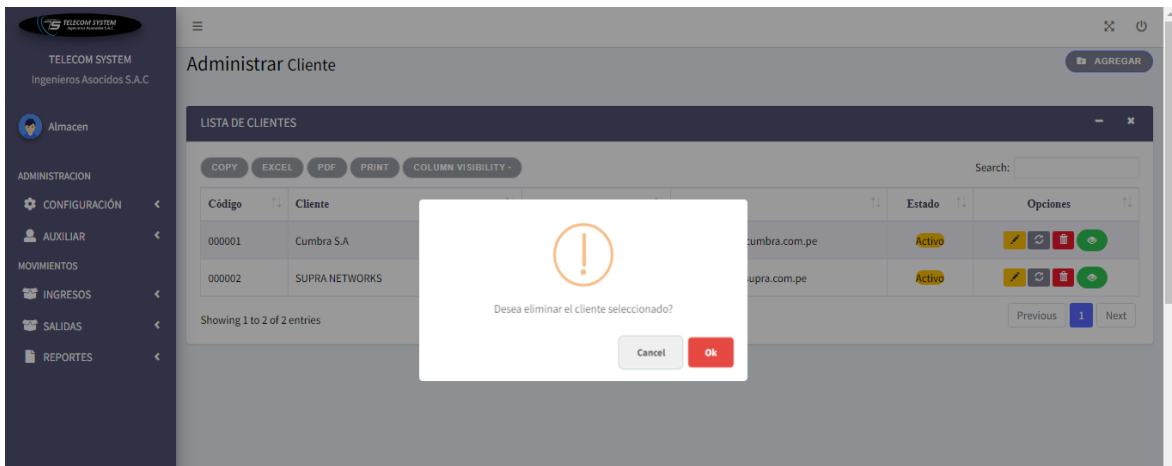 TELECOM SYSTEM
TELECOM SYSTEM
Ingenieros Asocidos S.A.C
Almacen
ADMINISTRACION
CONFIGURACIÓN
AUXILIAR
MOVIMIENTOS
INGRESOS
SALIDAS
REPORTES
Administrar Cliente
AGREGAR
LISTA DE CLIENTES
COPY EXCEL PDF PRINT COLUMN VISIBILITY
Search:
Código Cliente Estado Opciones
000001 Cumbra S.A cumbra.com.pe Activo
000002 SUPRA NETWORKS upra.com.pe Activo
Showing 1 to 2 of 2 entries
Previous 1 Next
Desea eliminar el cliente seleccionado?
Cancel Ok